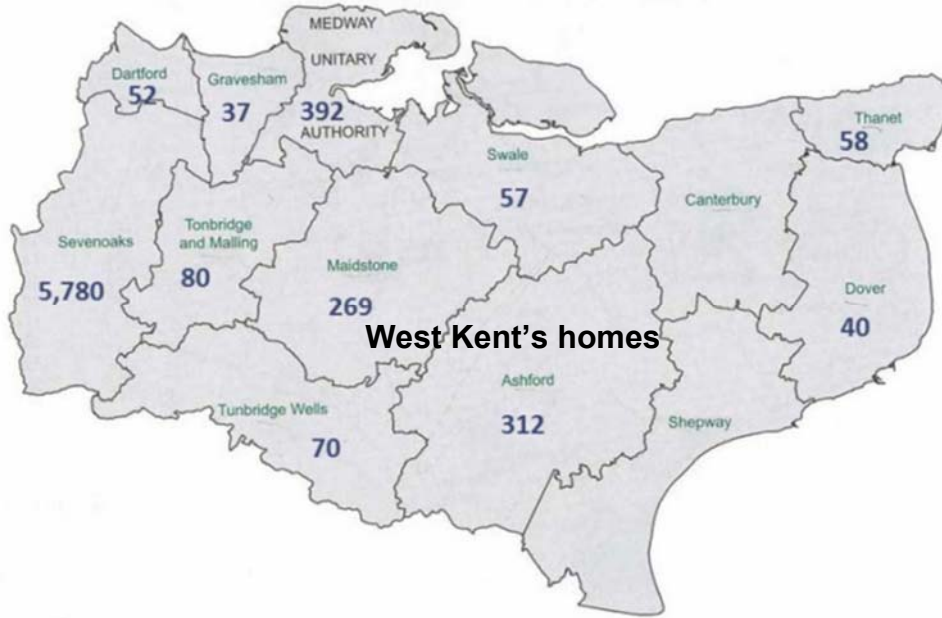 MEDWAY
UNITARY
392
AUTHORITY
Dartford
52
Gravesham
37
Thanet
58
Swale
57
Canterbury
Tonbridge
and Malling
80
Sevenoaks
5,780
Maidstone
269
Dover
40
West Kent's homes
Ashford
312
Tunbridge Wells
70
Shepway